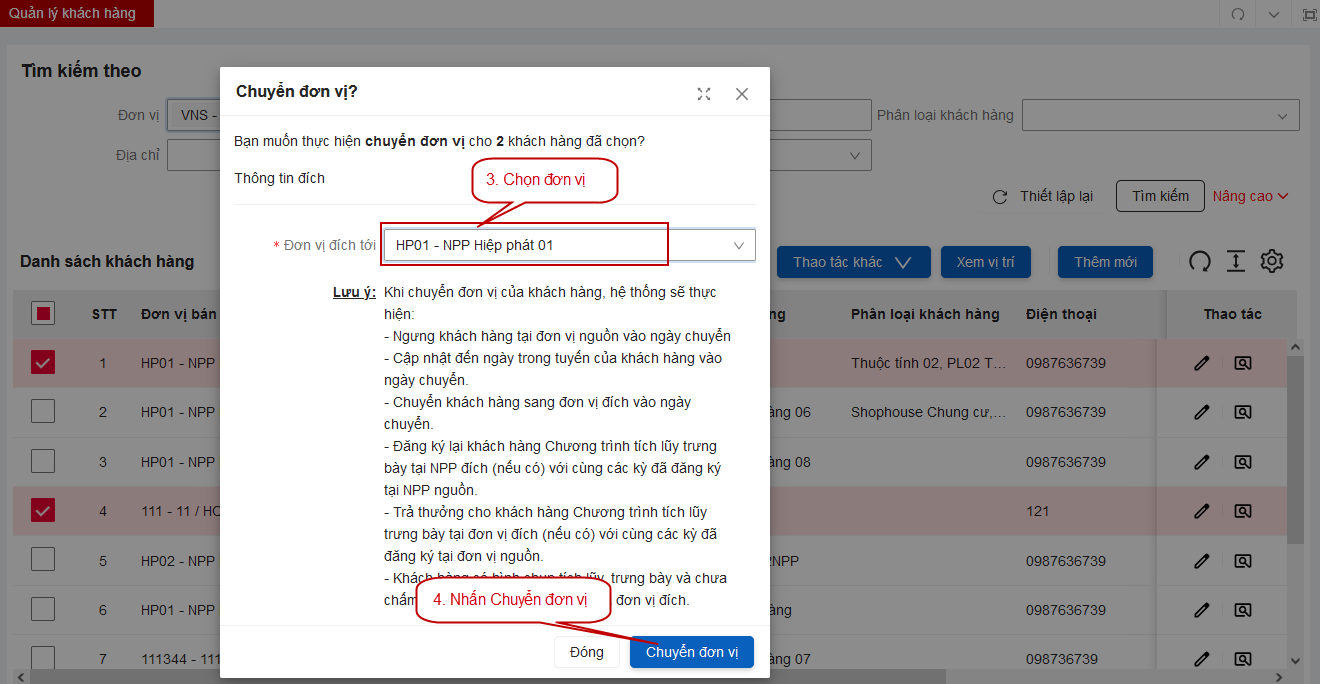 Quản lý khách hàng
Tìm kiếm theo
Đơn vị
VNS -
Phân loại khách hàng
Địa chỉ
Thiết lập lại
Tìm kiếm
Nâng cao
Danh sách khách hàng
Thao tác khác
Xem vị trí
Thêm mới
STT Đơn vị bán ng Phân loại khách hàng Điện thoại Thao tác
1 HP01 - NPP Thuộc tính 02, PL02 T... 0987636739
2 HP01 - NPP àng 06 Shophouse Chung cư,... 0987636739
3 HP01 - NPP àng 08 0987636739
4 111 - 11 / HO 121
5 HP02 - NPP NPP 0987636739
6 HP01 - NPP àng 0987636739
7 111344 - 111 àng 07 098736739
Chuyển đơn vị?
Bạn muốn thực hiện chuyển đơn vị cho 2 khách hàng đã chọn?
Thông tin đích
3. Chọn đơn vị
* Đơn vị đích tới
HP01 - NPP Hiệp phát 01
Lưu ý: Khi chuyển đơn vị của khách hàng, hệ thống sẽ thực
hiện:
- Ngưng khách hàng tại đơn vị nguồn vào ngày chuyển
- Cập nhật đến ngày trong tuyến của khách hàng vào
ngày chuyển.
- Chuyển khách hàng sang đơn vị đích vào ngày
chuyển.
- Đăng ký lại khách hàng Chương trình tích lũy trưng
bày tại NPP đích (nếu có) với cùng các kỳ đã đăng ký
tại NPP nguồn.
- Trả thưởng cho khách hàng Chương trình tích lũy
trưng bày tại đơn vị đích (nếu có) với cùng các kỳ đã
đăng ký tại đơn vị nguồn.
- Khách hàng có hình chụp tích lũy, trưng bày và chưa
chấm đơn vị đích.
4. Nhấn Chuyển đơn vị
Đóng
Chuyển đơn vị